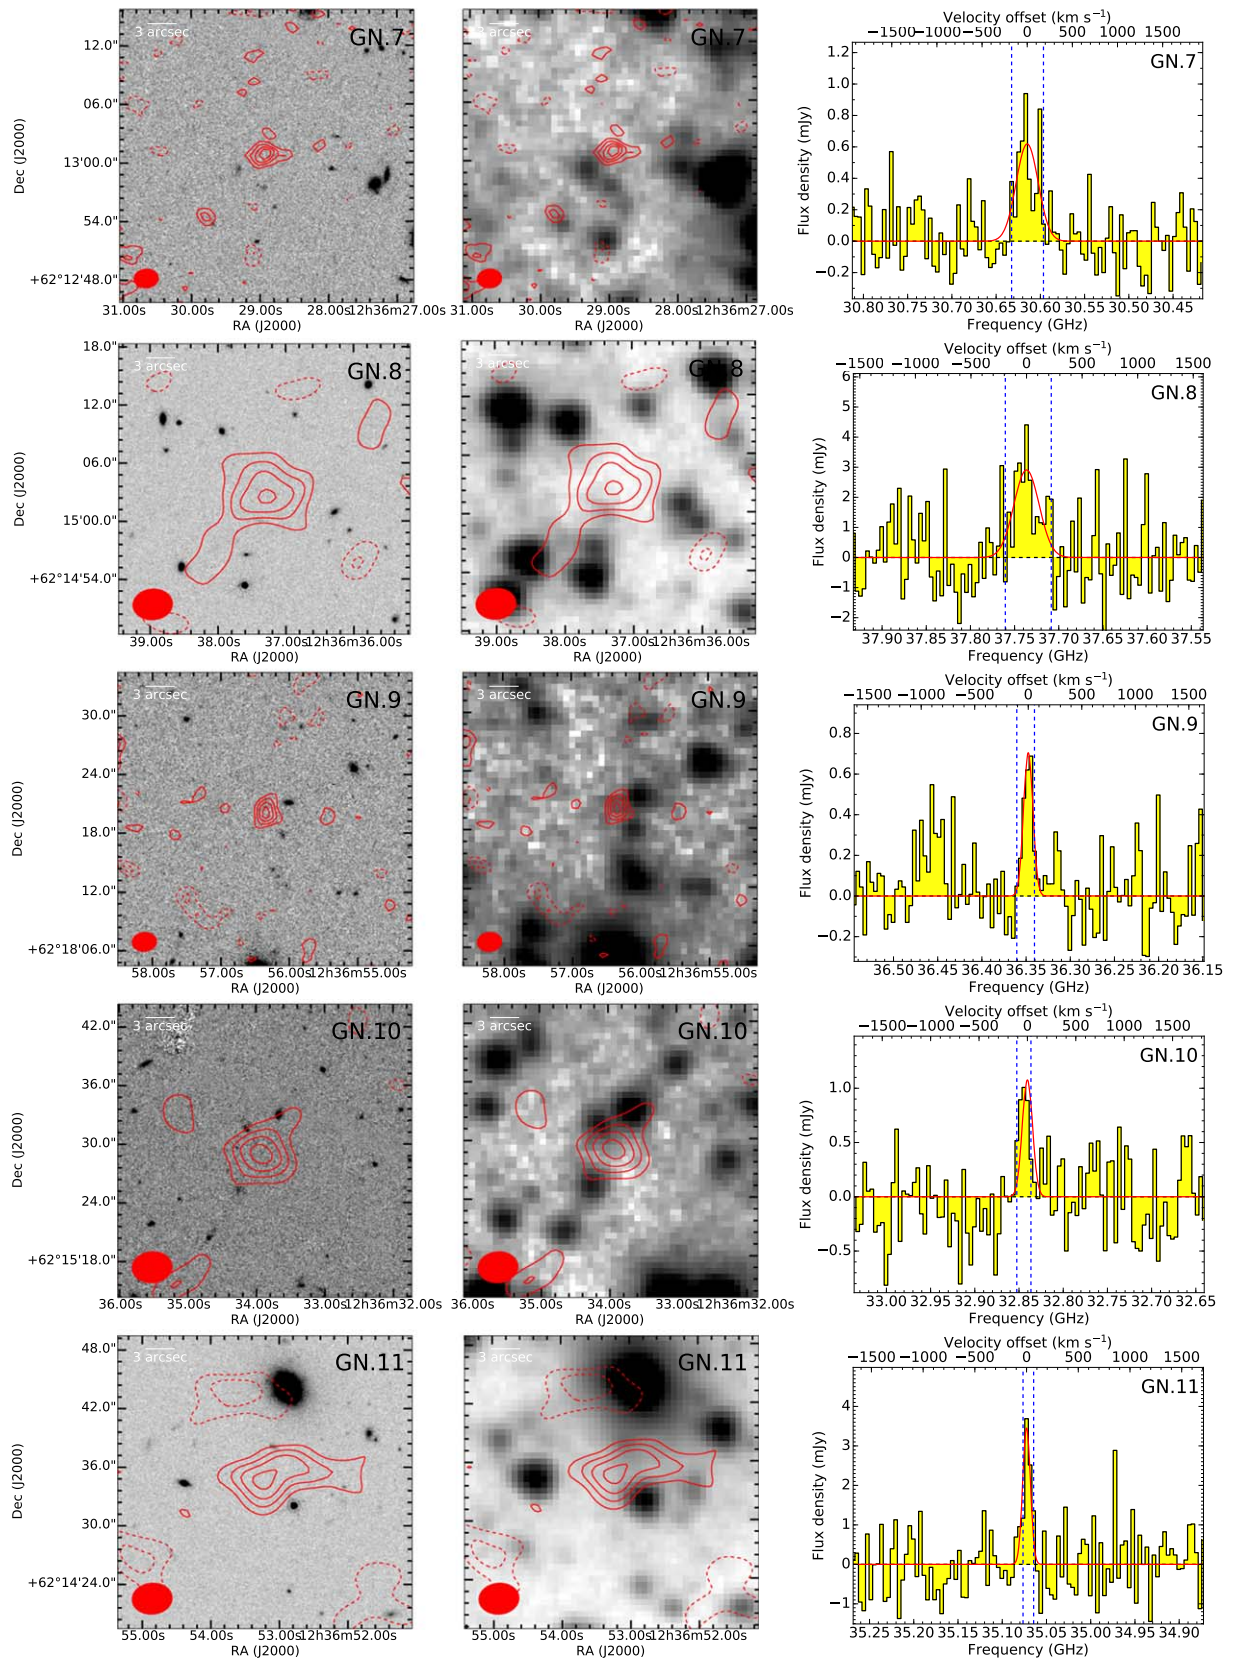 3 arcsec GN.7
12.0"
06.0"
13'00.0"
54.0"
+62°12'48.0"
Dec (J2000)
31.00s 30.00s 29.00s 28.00s 12h36m27.00s
RA (J2000)
3 arcsec GN.7
31.00s 30.00s 29.00s 28.00s 12h36m27.00s
RA (J2000)
Velocity offset (km s⁻¹)
−1500 −1000 −500 0 500 1000 1500
GN.7
1.2
1.0
0.8
0.6
0.4
0.2
0.0
−0.2
Flux density (mJy)
30.80 30.75 30.70 30.65 30.60 30.55 30.50 30.45
Frequency (GHz)
3 arcsec GN.8
18.0"
12.0"
06.0"
15'00.0"
+62°14'54.0"
Dec (J2000)
39.00s 38.00s 37.00s 12h36m36.00s
RA (J2000)
3 arcsec GN.8
39.00s 38.00s 37.00s 12h36m36.00s
RA (J2000)
Velocity offset (km s⁻¹)
−1500 −1000 −500 0 500 1000 1500
GN.8
6
5
4
3
2
1
0
−1
−2
Flux density (mJy)
37.90 37.85 37.80 37.75 37.70 37.65 37.60 37.55
Frequency (GHz)
3 arcsec GN.9
30.0"
24.0"
18.0"
12.0"
+62°18'06.0"
Dec (J2000)
58.00s 57.00s 56.00s 12h36m55.00s
RA (J2000)
3 arcsec GN.9
58.00s 57.00s 56.00s 12h36m55.00s
RA (J2000)
Velocity offset (km s⁻¹)
−1500 −1000 −500 0 500 1000 1500
GN.9
0.8
0.6
0.4
0.2
0.0
−0.2
Flux density (mJy)
36.50 36.45 36.40 36.35 36.30 36.25 36.20 36.15
Frequency (GHz)
3 arcsec GN.10
42.0"
36.0"
30.0"
24.0"
+62°15'18.0"
Dec (J2000)
36.00s 35.00s 34.00s 33.00s 12h36m32.00s
RA (J2000)
3 arcsec GN.10
36.00s 35.00s 34.00s 33.00s 12h36m32.00s
RA (J2000)
Velocity offset (km s⁻¹)
−1500 −1000 −500 0 500 1000 1500
GN.10
1.0
0.5
0.0
−0.5
Flux density (mJy)
33.00 32.95 32.90 32.85 32.80 32.75 32.70 32.65
Frequency (GHz)
3 arcsec GN.11
48.0"
42.0"
36.0"
30.0"
+62°14'24.0"
Dec (J2000)
55.00s 54.00s 53.00s 12h36m52.00s
RA (J2000)
3 arcsec GN.11
55.00s 54.00s 53.00s 12h36m52.00s
RA (J2000)
Velocity offset (km s⁻¹)
−1500 −1000 −500 0 500 1000 1500
GN.11
4
3
2
1
0
−1
Flux density (mJy)
35.25 35.20 35.15 35.10 35.05 35.00 34.95 34.90
Frequency (GHz)